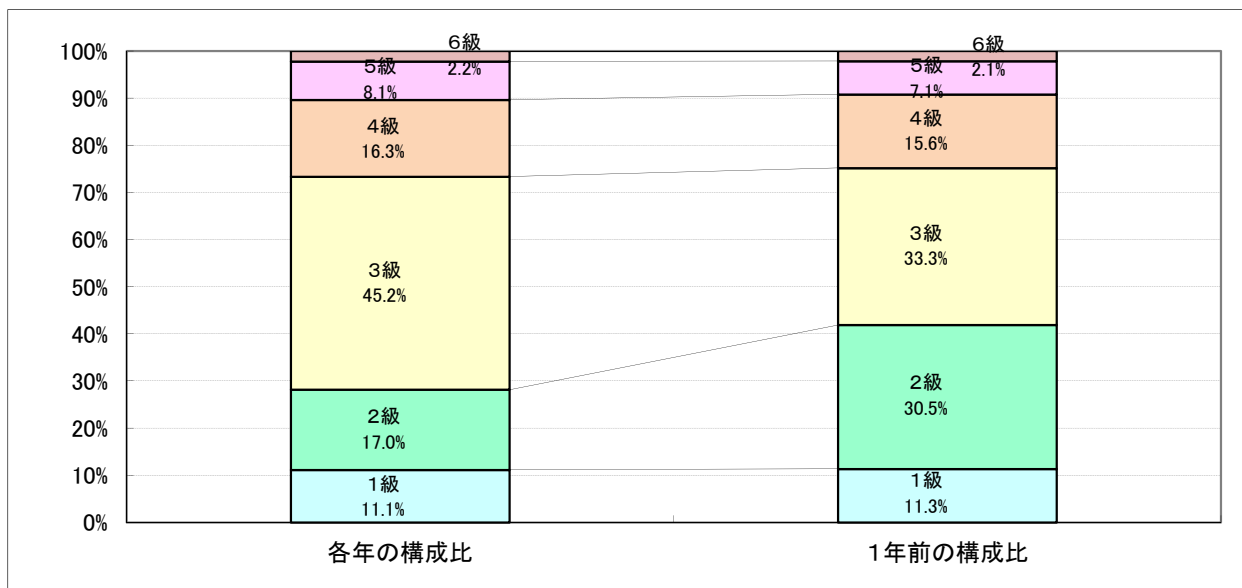 100%
90%
80%
70%
60%
50%
40%
30%
20%
10%
0%
6級
2.2%
5級
8.1%
4級
16.3%
3級
45.2%
2級
17.0%
1級
11.1%
6級
2.1%
5級
7.1%
4級
15.6%
3級
33.3%
2級
30.5%
1級
11.3%
各年の構成比
1年前の構成比